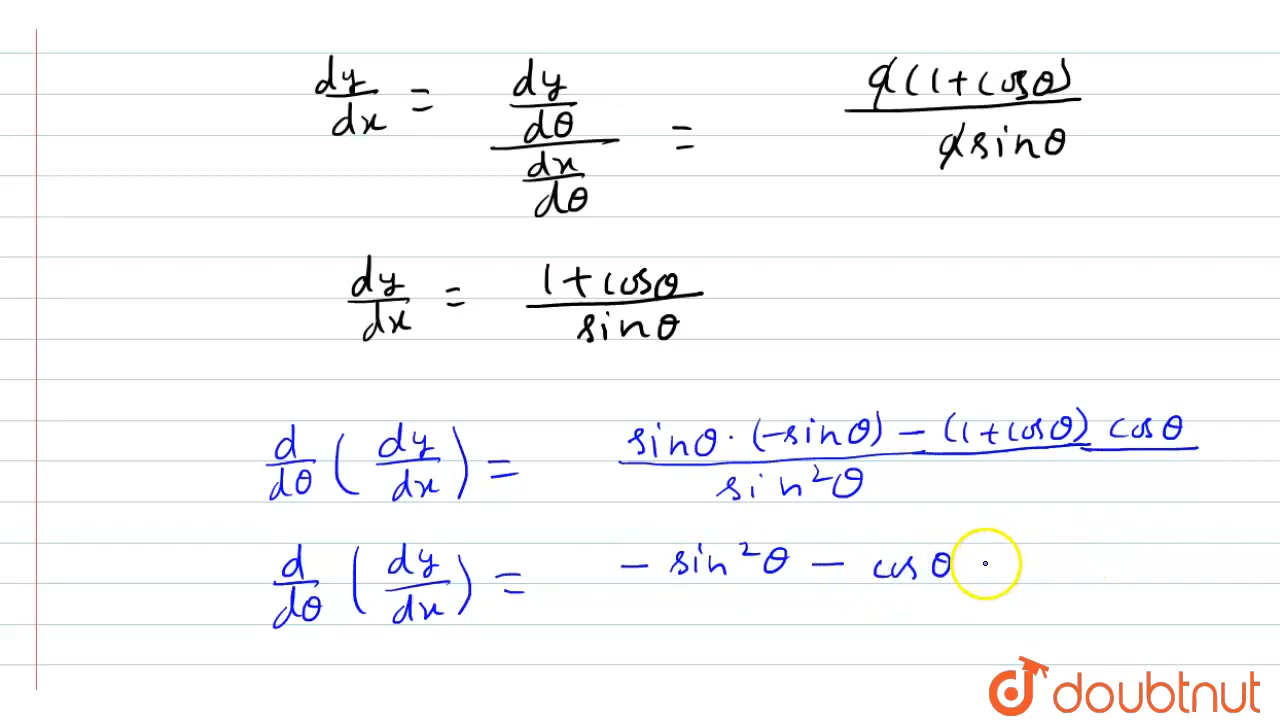 dy/dx = (dy/dθ)/(dx/dθ) = a(1+cosθ)/a sinθ
dy/dx = 1+cosθ/sinθ
d/dθ (dy/dx) = sinθ·(-sinθ) - (1+cosθ) cosθ/sin²θ
d/dθ (dy/dx) = - sin²θ - cosθ
doubtnut